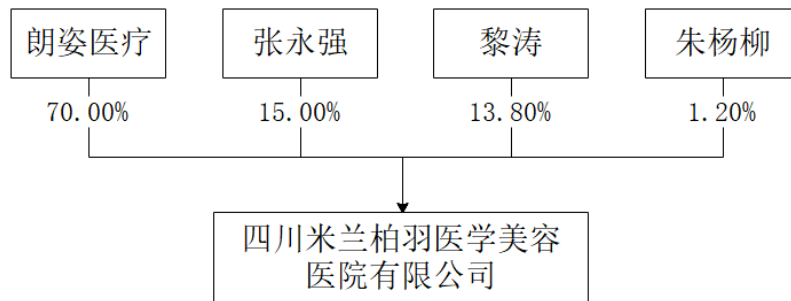 朗姿医疗
张永强
黎涛
朱杨柳
70.00%
15.00%
13.80%
1.20%
四川米兰柏羽医学美容
医院有限公司